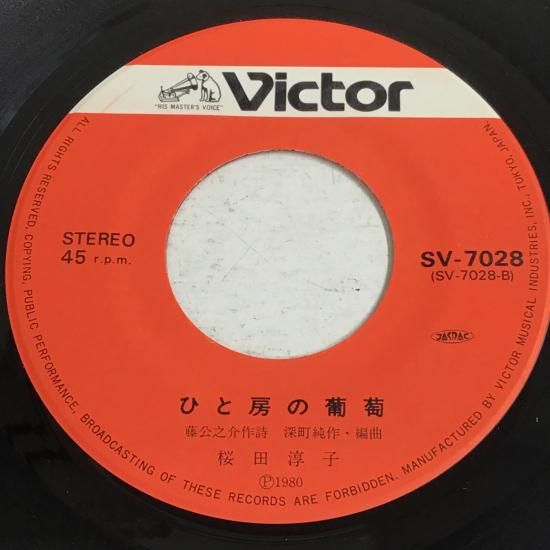 Victor
"HIS MASTER'S VOICE"
STEREO
45 r.p.m.
SV-7028
(SV-7028-B)
JASRAC
ひと房の葡萄
藤公之介作詩 深町純作・編曲
桜田淳子
Ⓟ1980
ALL RIGHTS RESERVED. COPYING, PUBLIC PERFORMANCE, BROADCASTING OF THESE RECORDS ARE FORBIDDEN. MANUFACTURED BY VICTOR MUSICAL INDUSTRIES, INC., TOKYO, JAPAN.